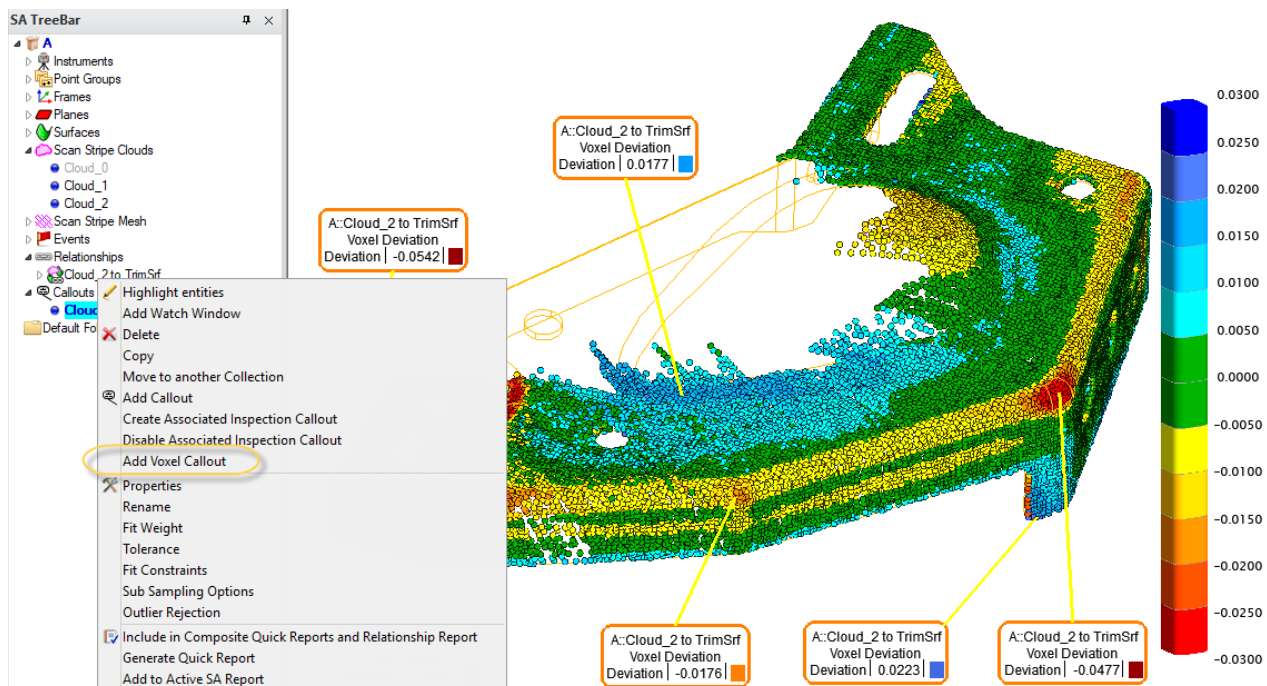 SA TreeBar
A
Instruments
Point Groups
Frames
Planes
Surfaces
Scan Stripe Clouds
Cloud_0
Cloud_1
Cloud_2
Scan Stripe Mesh
Events
Relationships
Cloud_2 to TrimSrf
Callouts
Cloud
Default Fo
Highlight entities
Add Watch Window
Delete
Copy
Move to another Collection
Add Callout
Create Associated Inspection Callout
Disable Associated Inspection Callout
Add Voxel Callout
Properties
Rename
Fit Weight
Tolerance
Fit Constraints
Sub Sampling Options
Outlier Rejection
Include in Composite Quick Reports and Relationship Report
Generate Quick Report
Add to Active SA Report
A::Cloud_2 to TrimSrf
Voxel Deviation
Deviation 0.0177
A::Cloud_2 to TrimSrf
Voxel Deviation
Deviation -0.0542
A::Cloud_2 to TrimSrf
Voxel Deviation
Deviation -0.0176
A::Cloud_2 to TrimSrf
Voxel Deviation
Deviation 0.0223
A::Cloud_2 to TrimSrf
Voxel Deviation
Deviation -0.0477
0.0300
0.0250
0.0200
0.0150
0.0100
0.0050
0.0000
-0.0050
-0.0100
-0.0150
-0.0200
-0.0250
-0.0300